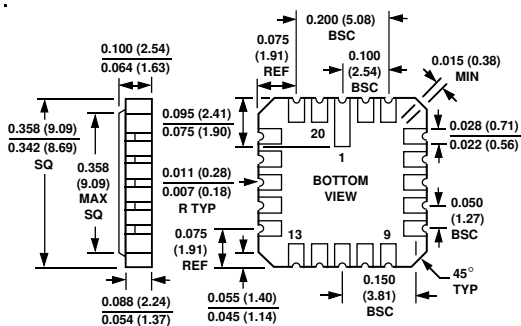 0.200 (5.08)
BSC
0.075
(1.91)
REF
0.100
(2.54)
BSC
0.015 (0.38)
MIN
0.100 (2.54)
0.064 (1.63)
0.095 (2.41)
0.075 (1.90)
0.028 (0.71)
0.022 (0.56)
0.358 (9.09)
0.342 (8.69)
SQ
0.358
(9.09)
MAX
SQ
20
1
0.011 (0.28)
0.007 (0.18)
R TYP
BOTTOM
VIEW
0.050
(1.27)
BSC
0.075
(1.91)
REF
13
9
0.088 (2.24)
0.054 (1.37)
0.055 (1.40)
0.045 (1.14)
0.150
(3.81)
BSC
45°
TYP